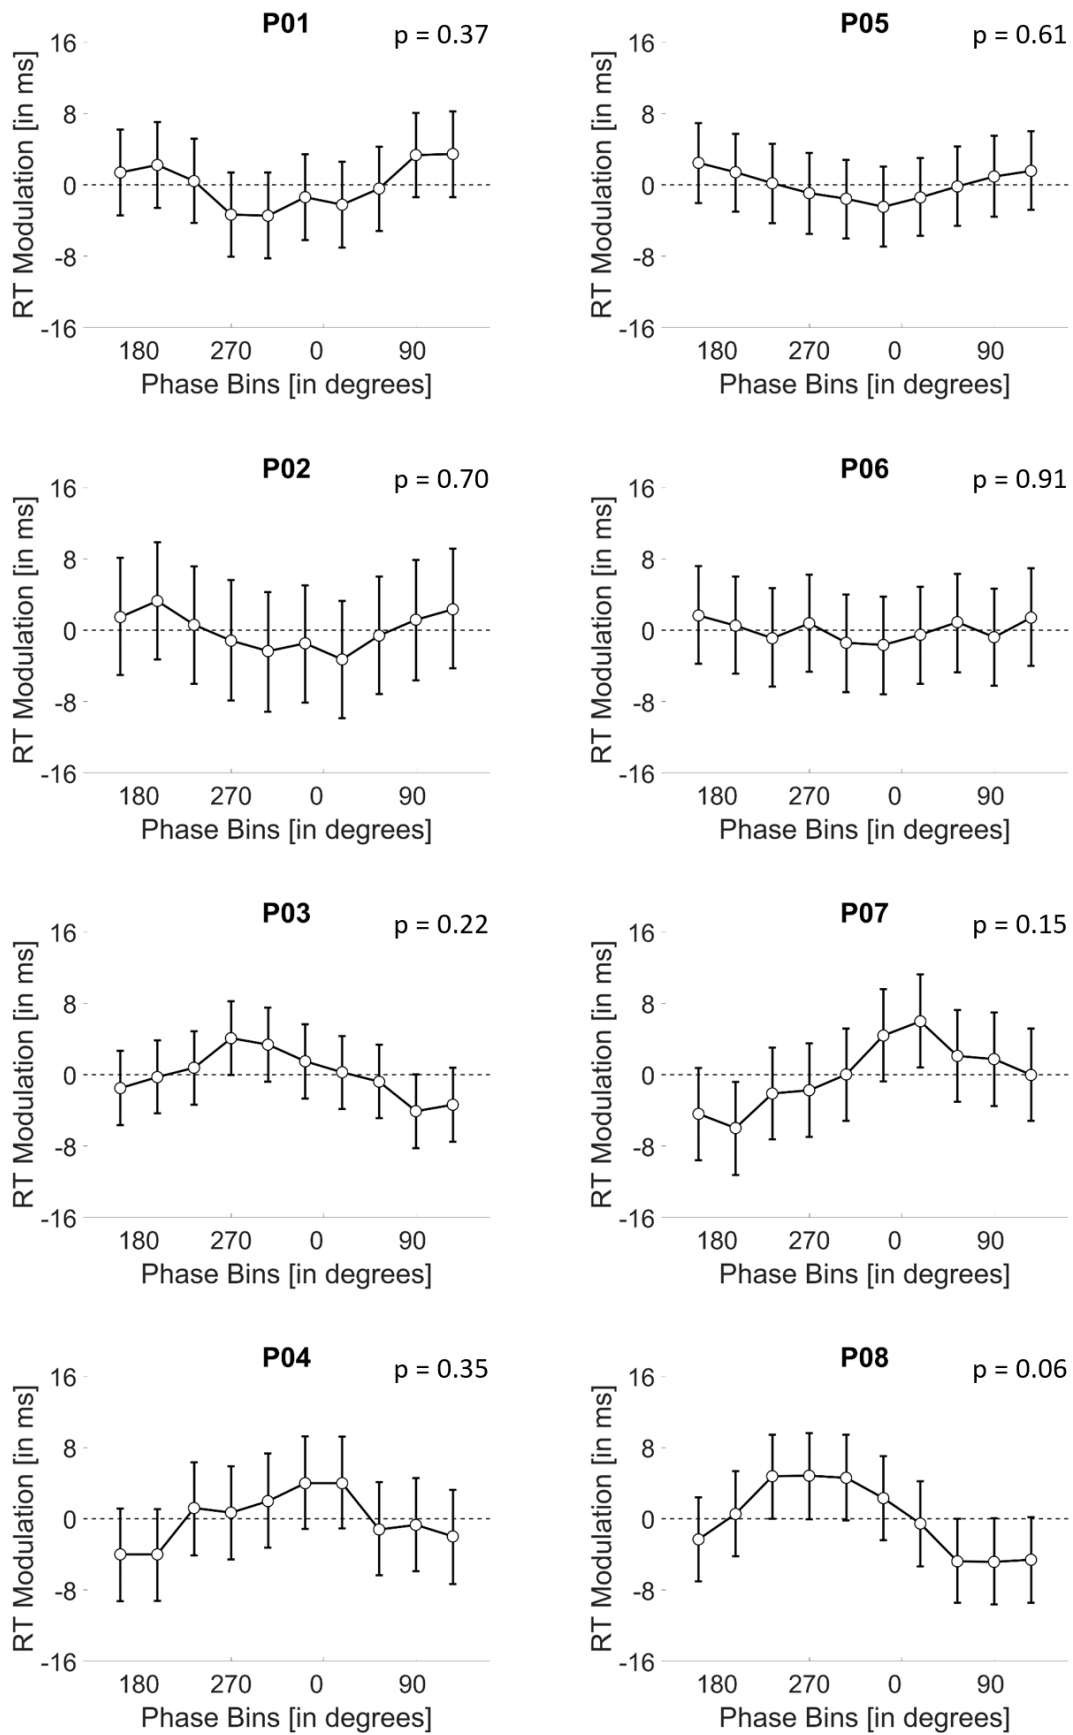 P01
p = 0.37
RT Modulation [in ms]
16
8
0
-8
-16
180 270 0 90
Phase Bins [in degrees]
P05
p = 0.61
RT Modulation [in ms]
16
8
0
-8
-16
180 270 0 90
Phase Bins [in degrees]
P02
p = 0.70
RT Modulation [in ms]
16
8
0
-8
-16
180 270 0 90
Phase Bins [in degrees]
P06
p = 0.91
RT Modulation [in ms]
16
8
0
-8
-16
180 270 0 90
Phase Bins [in degrees]
P03
p = 0.22
RT Modulation [in ms]
16
8
0
-8
-16
180 270 0 90
Phase Bins [in degrees]
P07
p = 0.15
RT Modulation [in ms]
16
8
0
-8
-16
180 270 0 90
Phase Bins [in degrees]
P04
p = 0.35
RT Modulation [in ms]
16
8
0
-8
-16
180 270 0 90
Phase Bins [in degrees]
P08
p = 0.06
RT Modulation [in ms]
16
8
0
-8
-16
180 270 0 90
Phase Bins [in degrees]